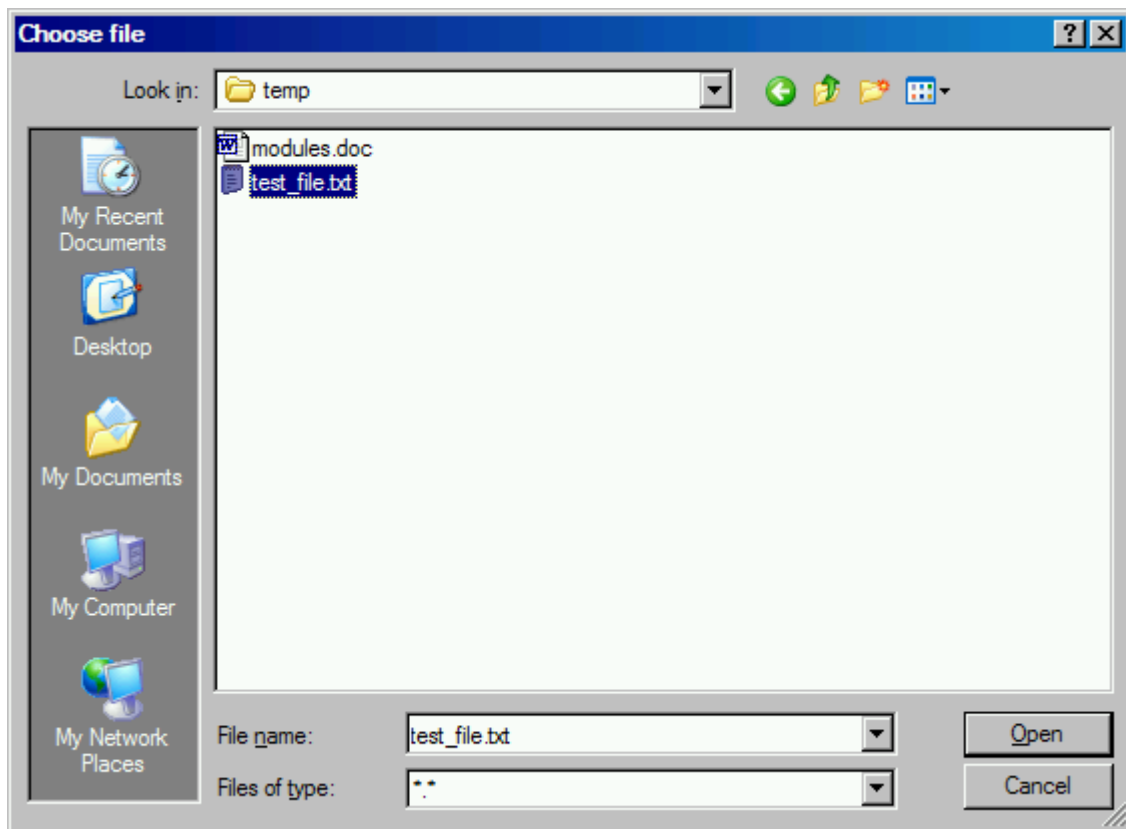 Choose file
Look in:
temp
modules.doc
test_file.txt
My Recent
Documents
Desktop
My Documents
My Computer
My Network
Places
File name:
test_file.txt
Open
Files of type:
*.*
Cancel